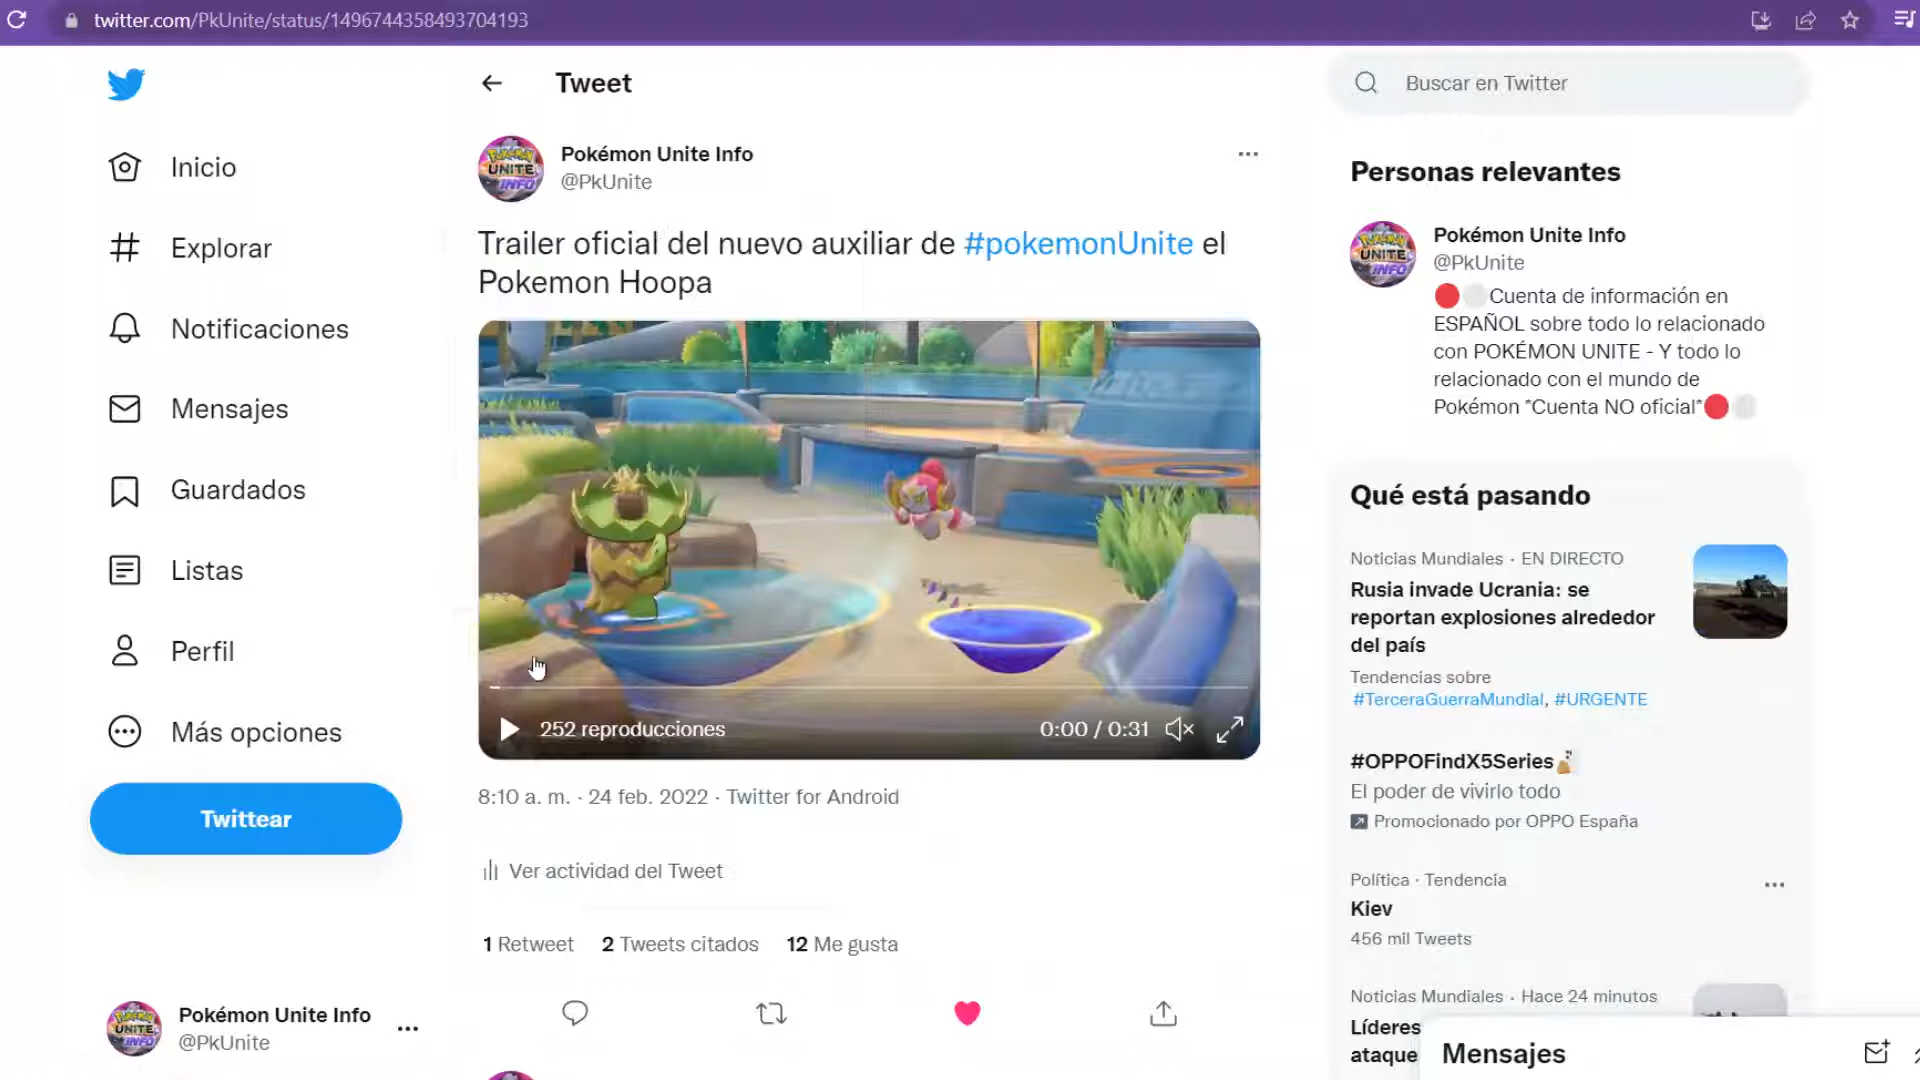 twitter.com/PkUnite/status/1496744358493704193
Inicio
Explorar
Notificaciones
Mensajes
Guardados
Listas
Perfil
Más opciones
Twittear
Pokémon Unite Info
@PkUnite
Tweet
Pokémon Unite Info
@PkUnite
Trailer oficial del nuevo auxiliar de #pokemonUnite el
Pokemon Hoopa
252 reproducciones
0:00 / 0:31
8:10 a. m. · 24 feb. 2022 · Twitter for Android
Ver actividad del Tweet
1 Retweet 2 Tweets citados 12 Me gusta
Buscar en Twitter
Personas relevantes
POKÉMON
UNITE
INFO
Pokémon Unite Info
@PkUnite
Cuenta de información en
ESPAÑOL sobre todo lo relacionado
con POKÉMON UNITE - Y todo lo
relacionado con el mundo de
Pokémon *Cuenta NO oficial*
Qué está pasando
Noticias Mundiales · EN DIRECTO
Rusia invade Ucrania: se
reportan explosiones alrededor
del país
Tendencias sobre
#TerceraGuerraMundial, #URGENTE
#OPPOFindX5Series
El poder de vivirlo todo
Promocionado por OPPO España
Política · Tendencia
Kiev
456 mil Tweets
Noticias Mundiales · Hace 24 minutos
Líderes
ataque
Mensajes